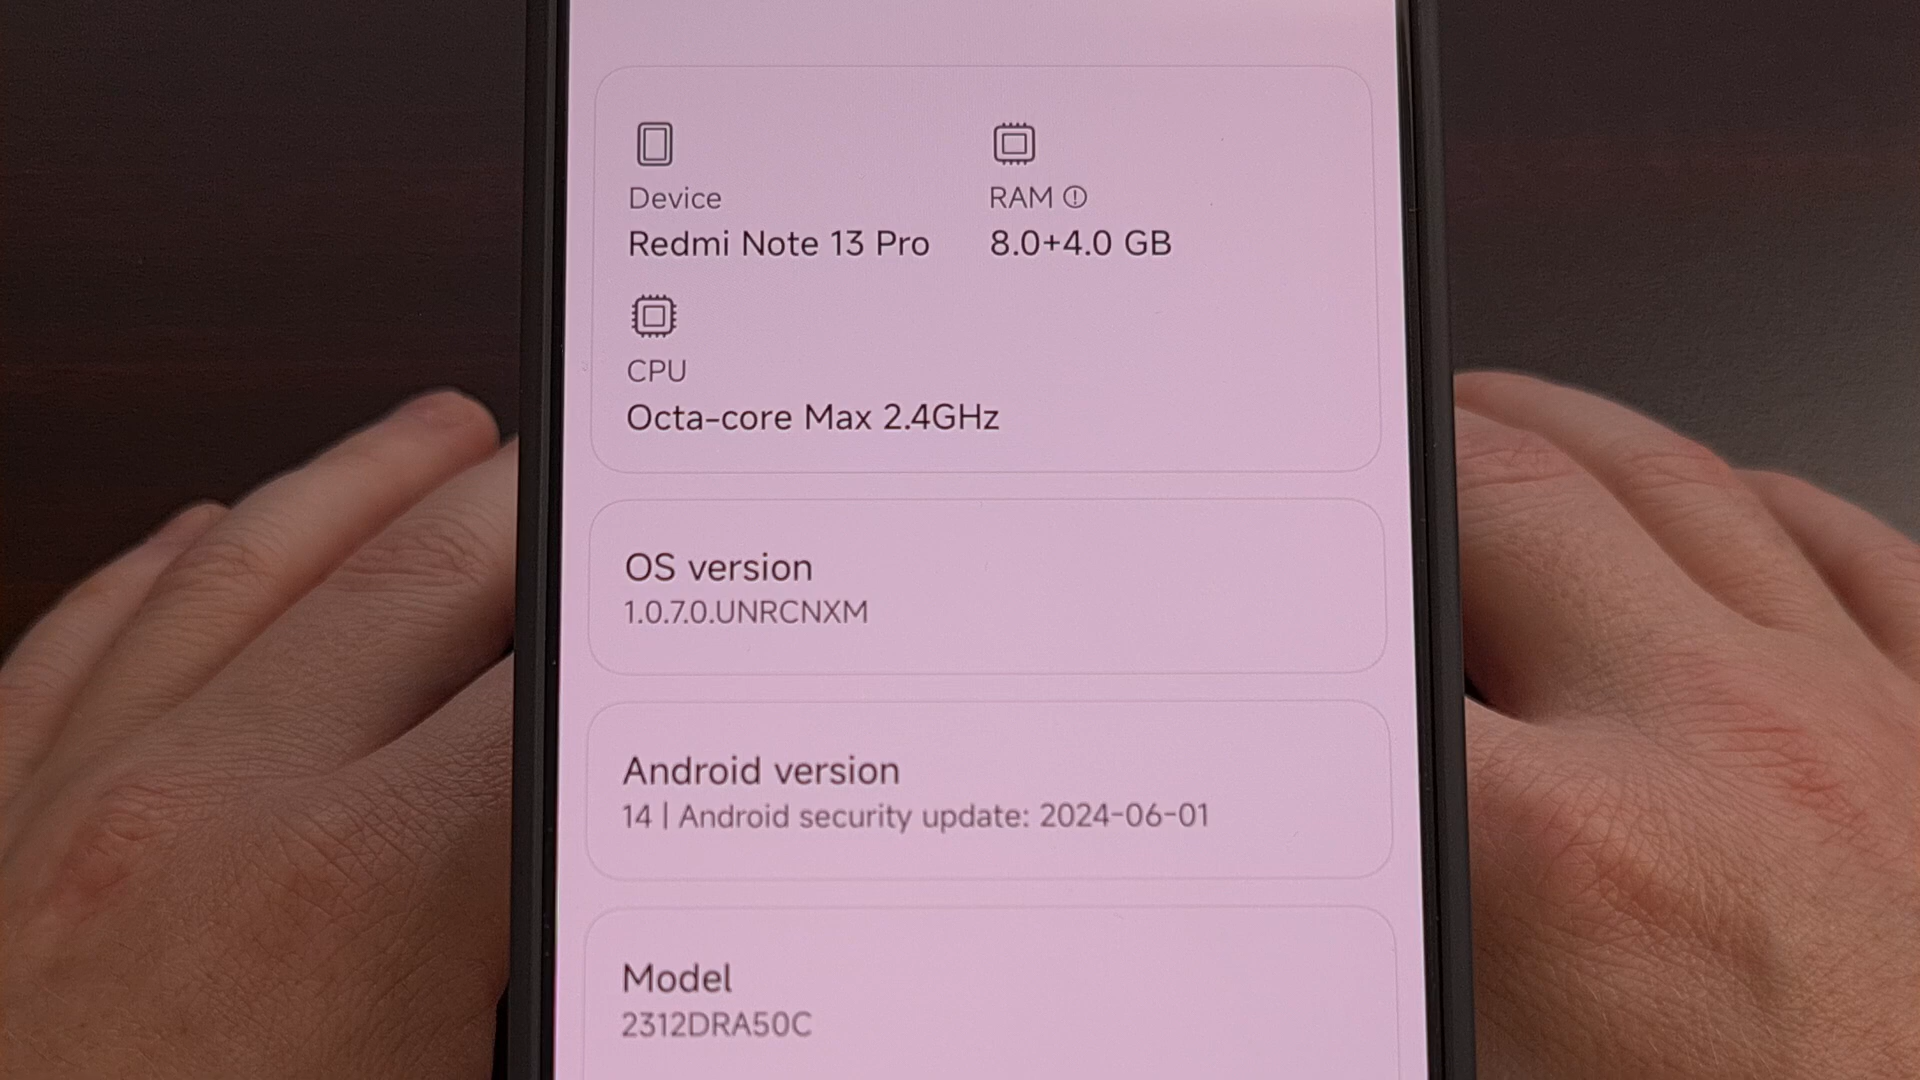 Device
Redmi Note 13 Pro
RAM
8.0+4.0 GB
CPU
Octa-core Max 2.4GHz
OS version
1.0.7.0.UNRCNXM
Android version
14 | Android security update: 2024-06-01
Model
2312DRA50C